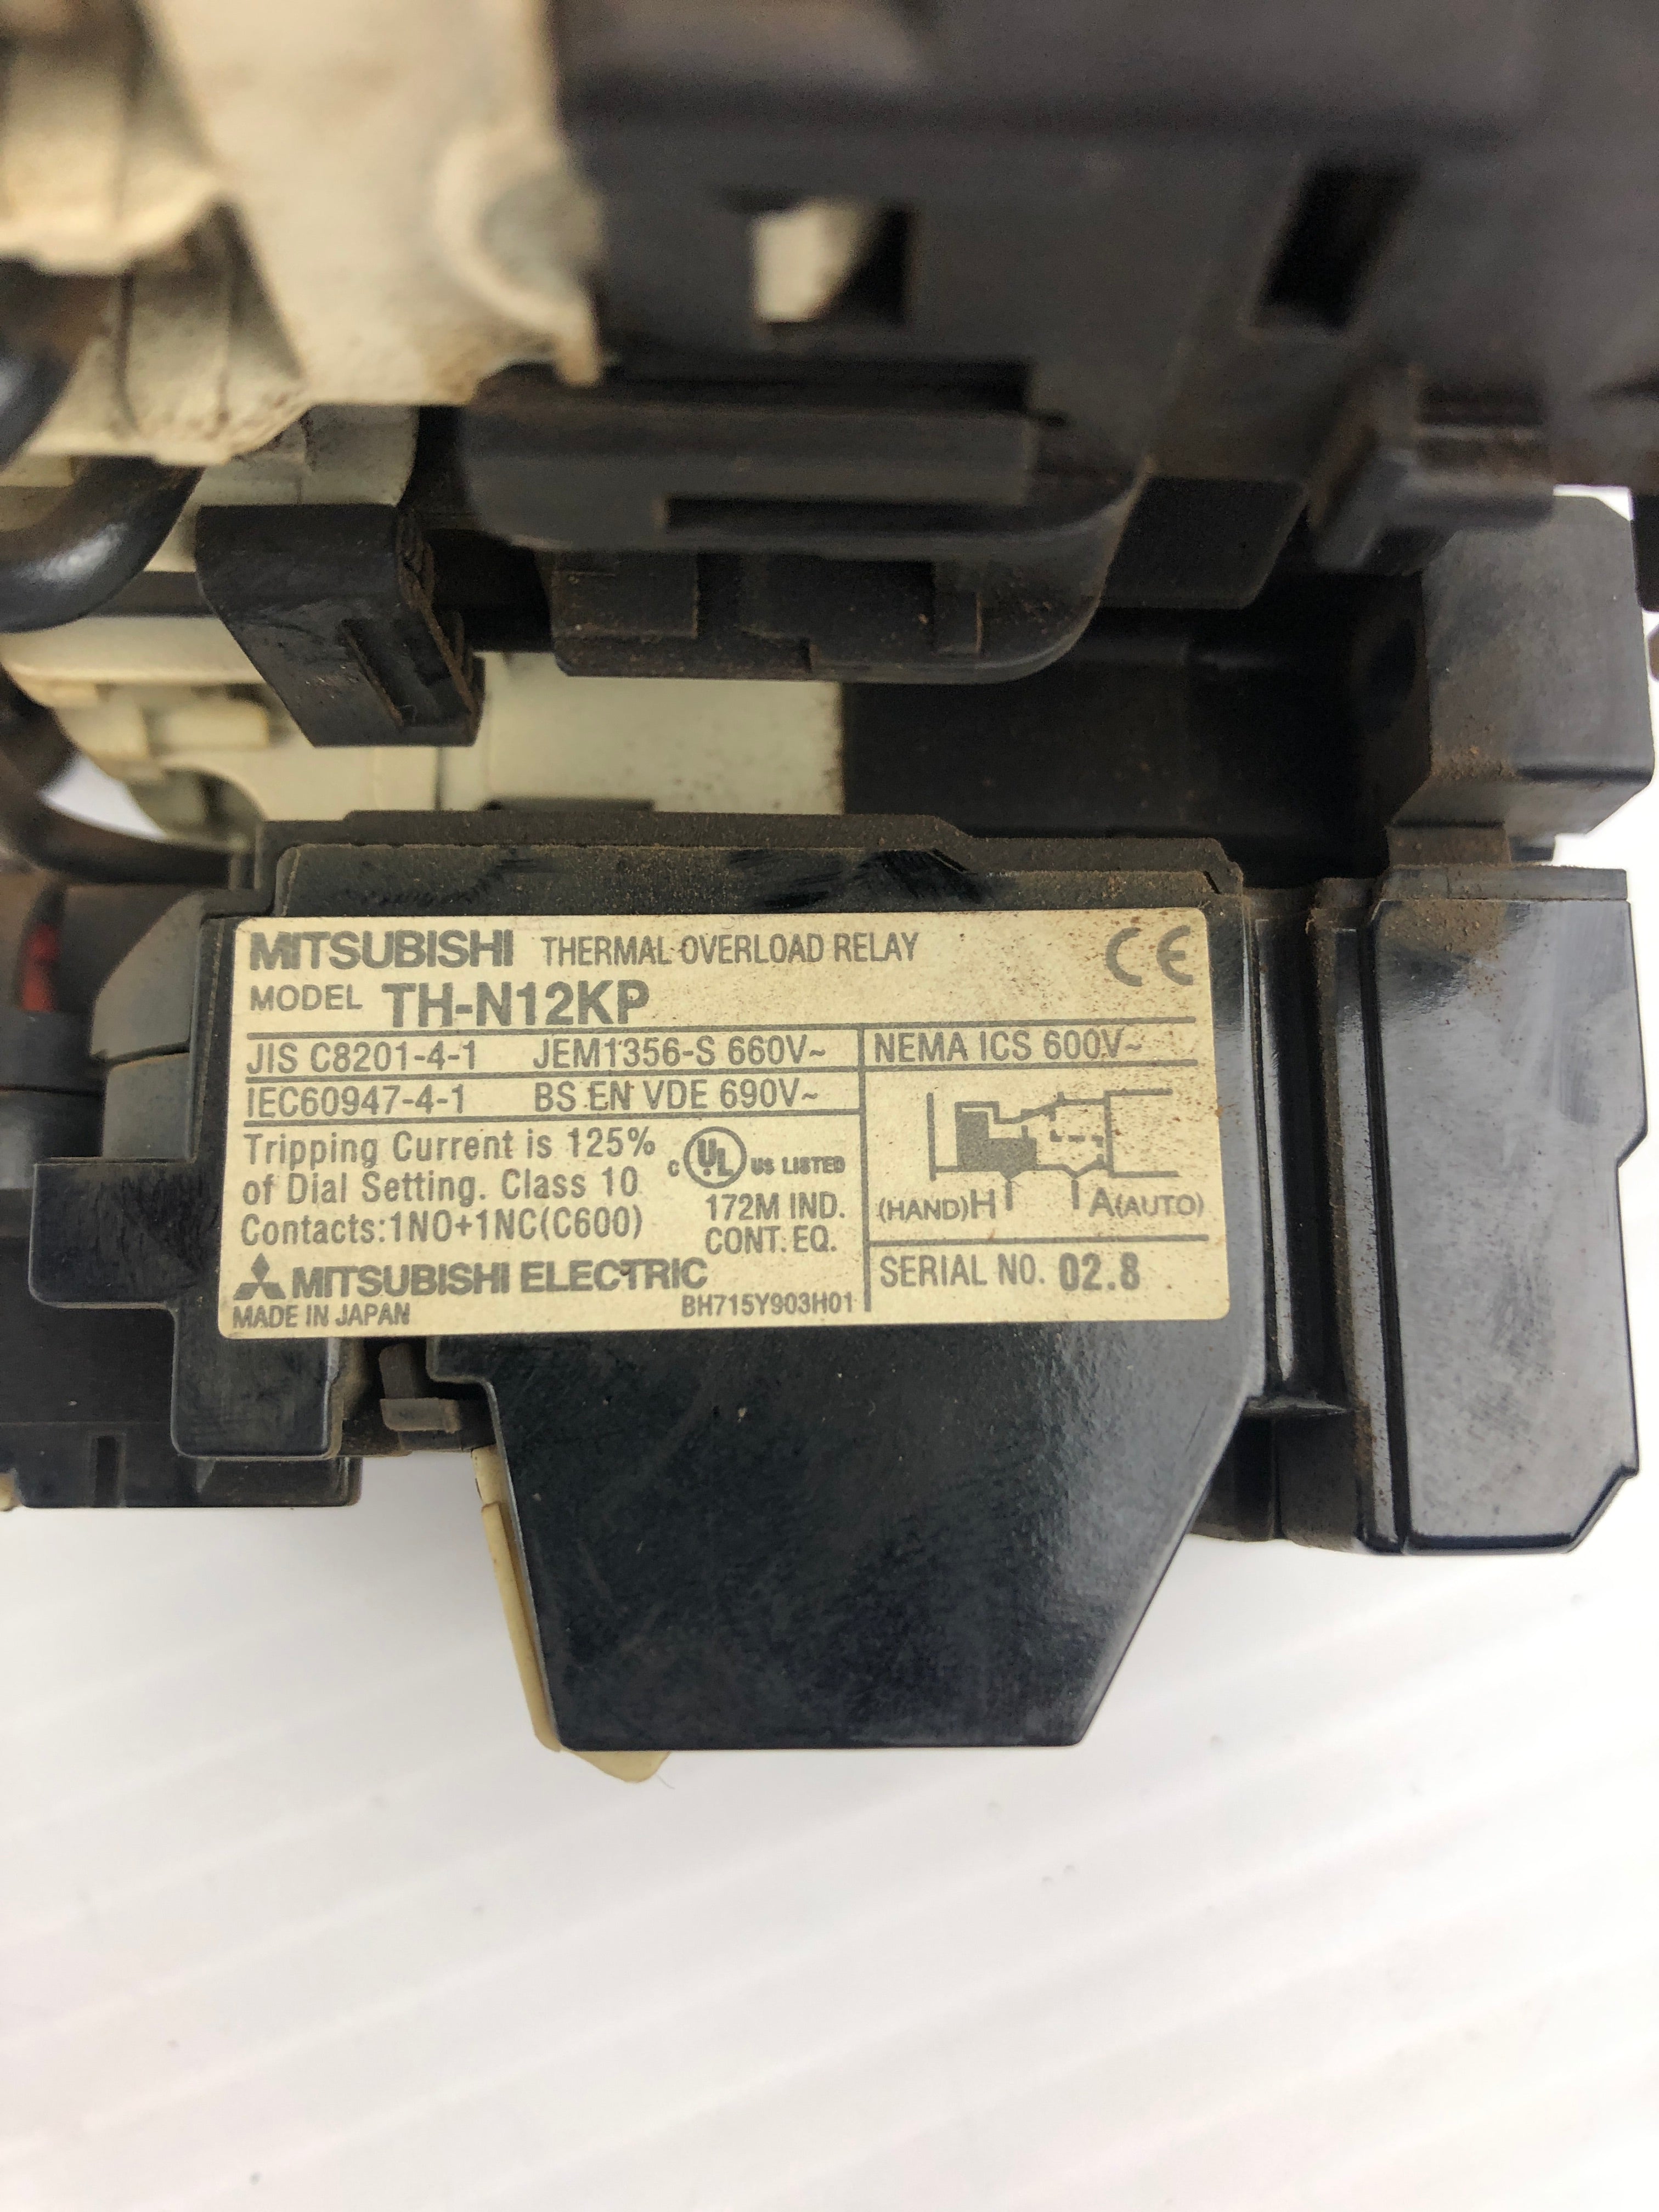 MITSUBISHI THERMAL OVERLOAD RELAY CE
MODEL TH-N12KP
JIS C8201-4-1 JEM1356-S 660V~ NEMA ICS 600V~
IEC60947-4-1 BS EN VDE 690V~
Tripping Current is 125%
of Dial Setting. Class 10
Contacts:1NO+1NC(C600)
C UL US LISTED
172M IND.
CONT. EQ.
(HAND)H A(AUTO)
MITSUBISHI ELECTRIC
MADE IN JAPAN BH715Y903H01
SERIAL NO. 02.8